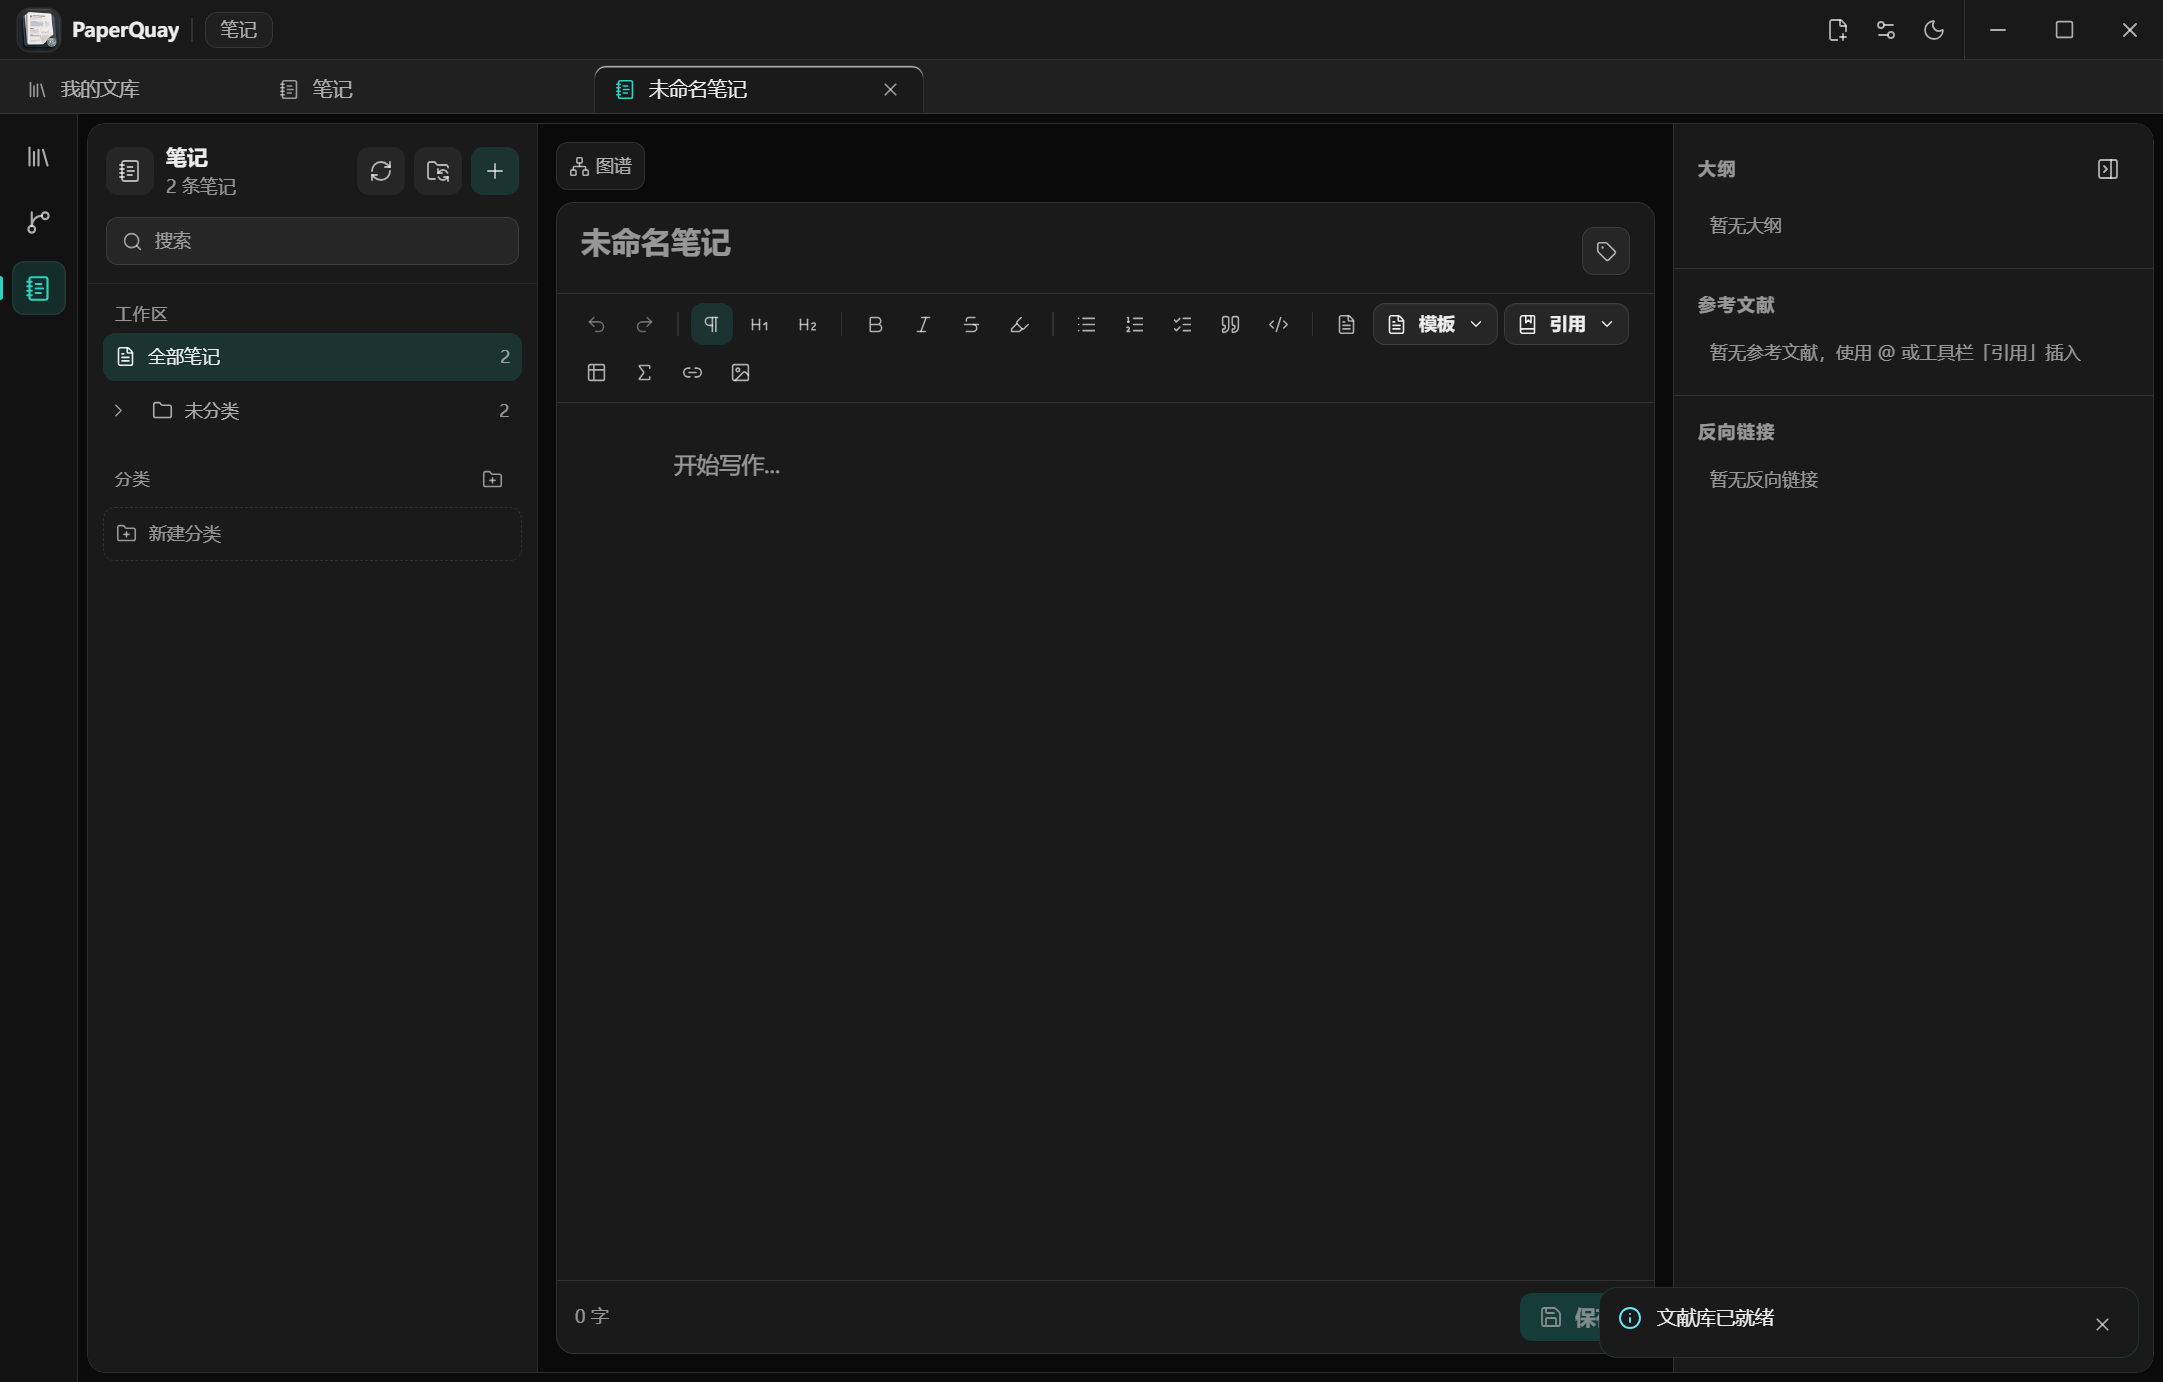 PaperQuay
笔记
我的文库
笔记
未命名笔记
笔记
2 条笔记
搜索
工作区
全部笔记
2
未分类
2
分类
新建分类
图谱
未命名笔记
H1
H2
模板
引用
开始写作...
0 字
保
大纲
暂无大纲
参考文献
暂无参考文献，使用 @ 或工具栏「引用」插入
反向链接
暂无反向链接
文献库已就绪